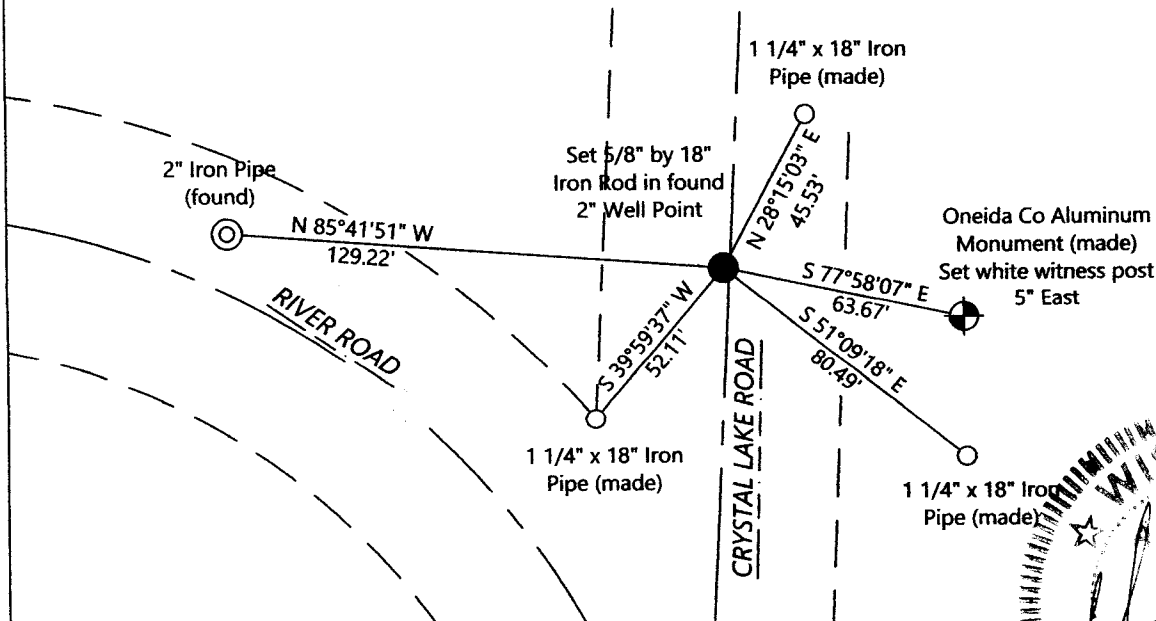 1 1/4" x 18" Iron
Pipe (made)
2" Iron Pipe
(found)
Set 5/8" by 18"
Iron Rod in found
2" Well Point
N 28°15'03" E
45.53'
N 85°41'51" W
129.22'
Oneida Co Aluminum
Monument (made)
Set white witness post
5" East
S 77°58'07" E
63.67'
RIVER ROAD
S 39°59'37" W
52.11'
S 51°09'18" E
80.49'
CRYSTAL LAKE ROAD
1 1/4" x 18" Iron
Pipe (made)
1 1/4" x 18" Iron
Pipe (made)
WI